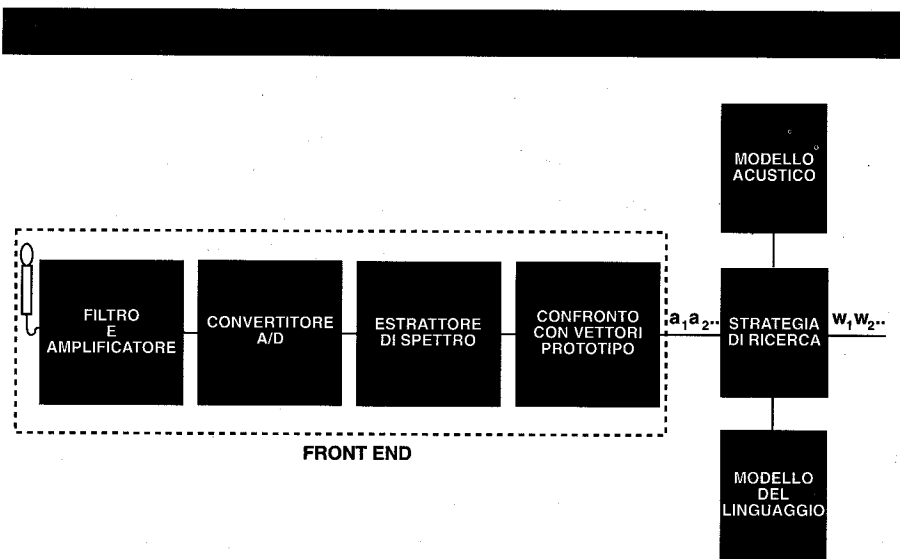 MODELLO
ACUSTICO
FILTRO
E
AMPLIFICATORE
CONVERTITORE
A/D
ESTRATTORE
DI SPETTRO
CONFRONTO
CON VETTORI
PROTOTIPO
a₁a₂..
STRATEGIA
DI RICERCA
w₁w₂..
FRONT END
MODELLO
DEL
LINGUAGGIO